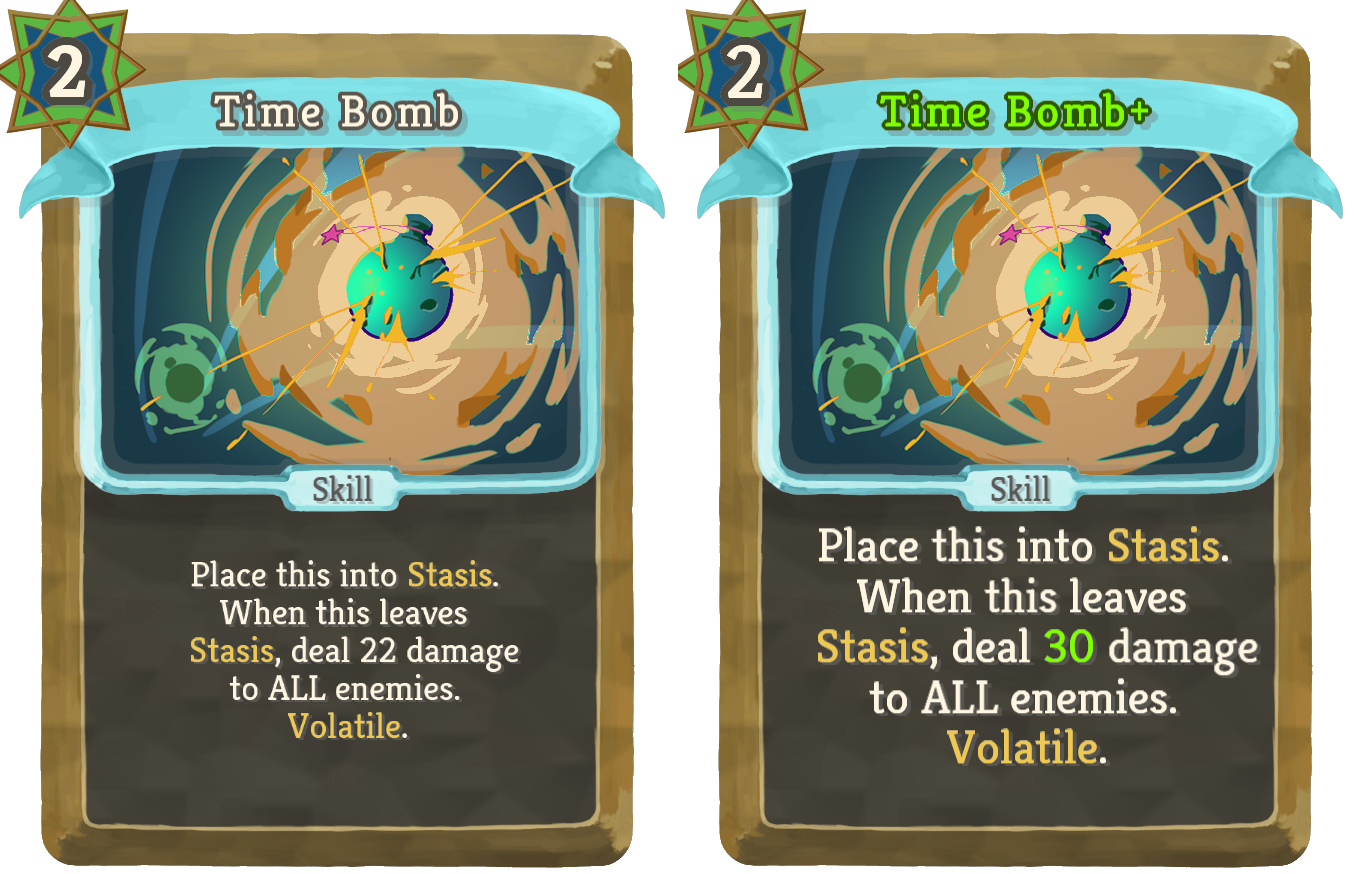 2
Time Bomb
Skill
Place this into Stasis.
When this leaves
Stasis, deal 22 damage
to ALL enemies.
Volatile.
2
Time Bomb+
Skill
Place this into Stasis.
When this leaves
Stasis, deal 30 damage
to ALL enemies.
Volatile.